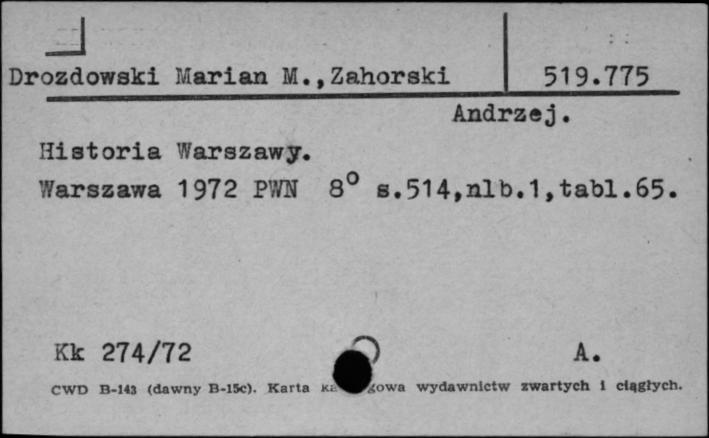 Drozdowski Marian M.,Zahorski 519.775
Andrzej.
Historia Warszawy.
Warszawa 1972 PWN 8° s.514,nlb.1,tabl.65.
Kk 274/72 A.
CWD B-143 (dawny B-15c). Karta wydawnictw zwartych i ciągłych.